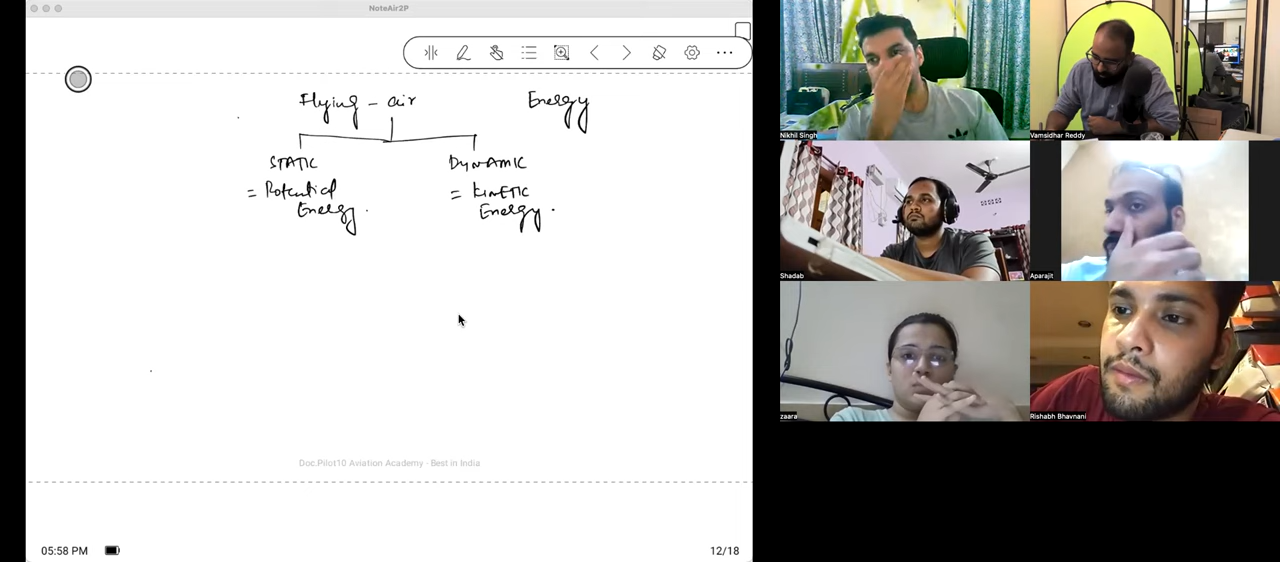 NoteAir2P
Flying - air
Energy
STATIC
DYNAMIC
= Potential Energy.
= KINETIC Energy.
Doc.Pilot10 Aviation Academy - Best in India
05:58 PM
12/18
Nikhil Singh
Vamsidhar Reddy
Shadab
Aparajit
zaara
Rishabh Bhavnani